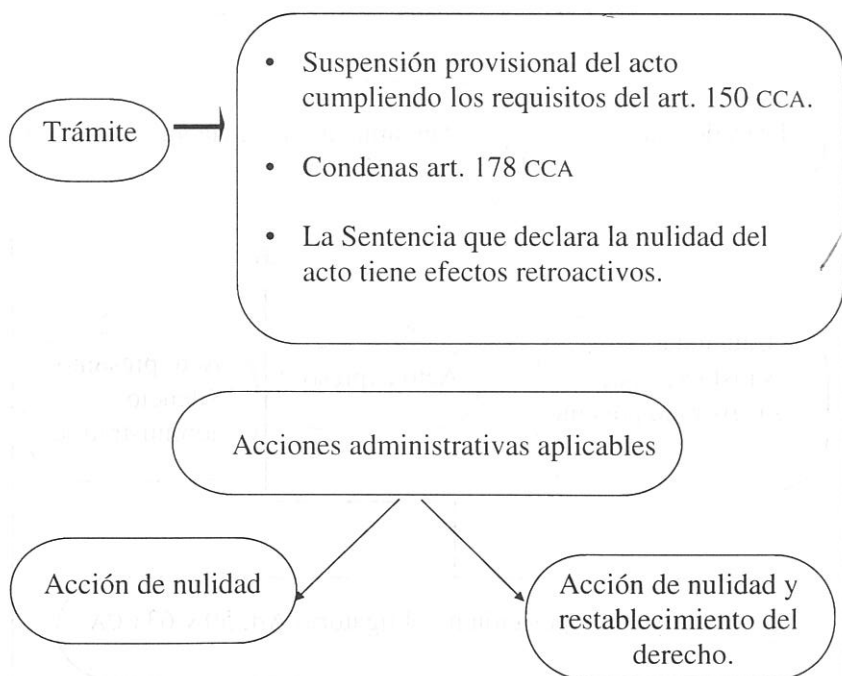 Trámite
• Suspensión provisional del acto
cumpliendo los requisitos del art. 150 CCA.
• Condenas art. 178 CCA
• La Sentencia que declara la nulidad del
acto tiene efectos retroactivos.
Acciones administrativas aplicables
Acción de nulidad
Acción de nulidad y
restablecimiento del
derecho.